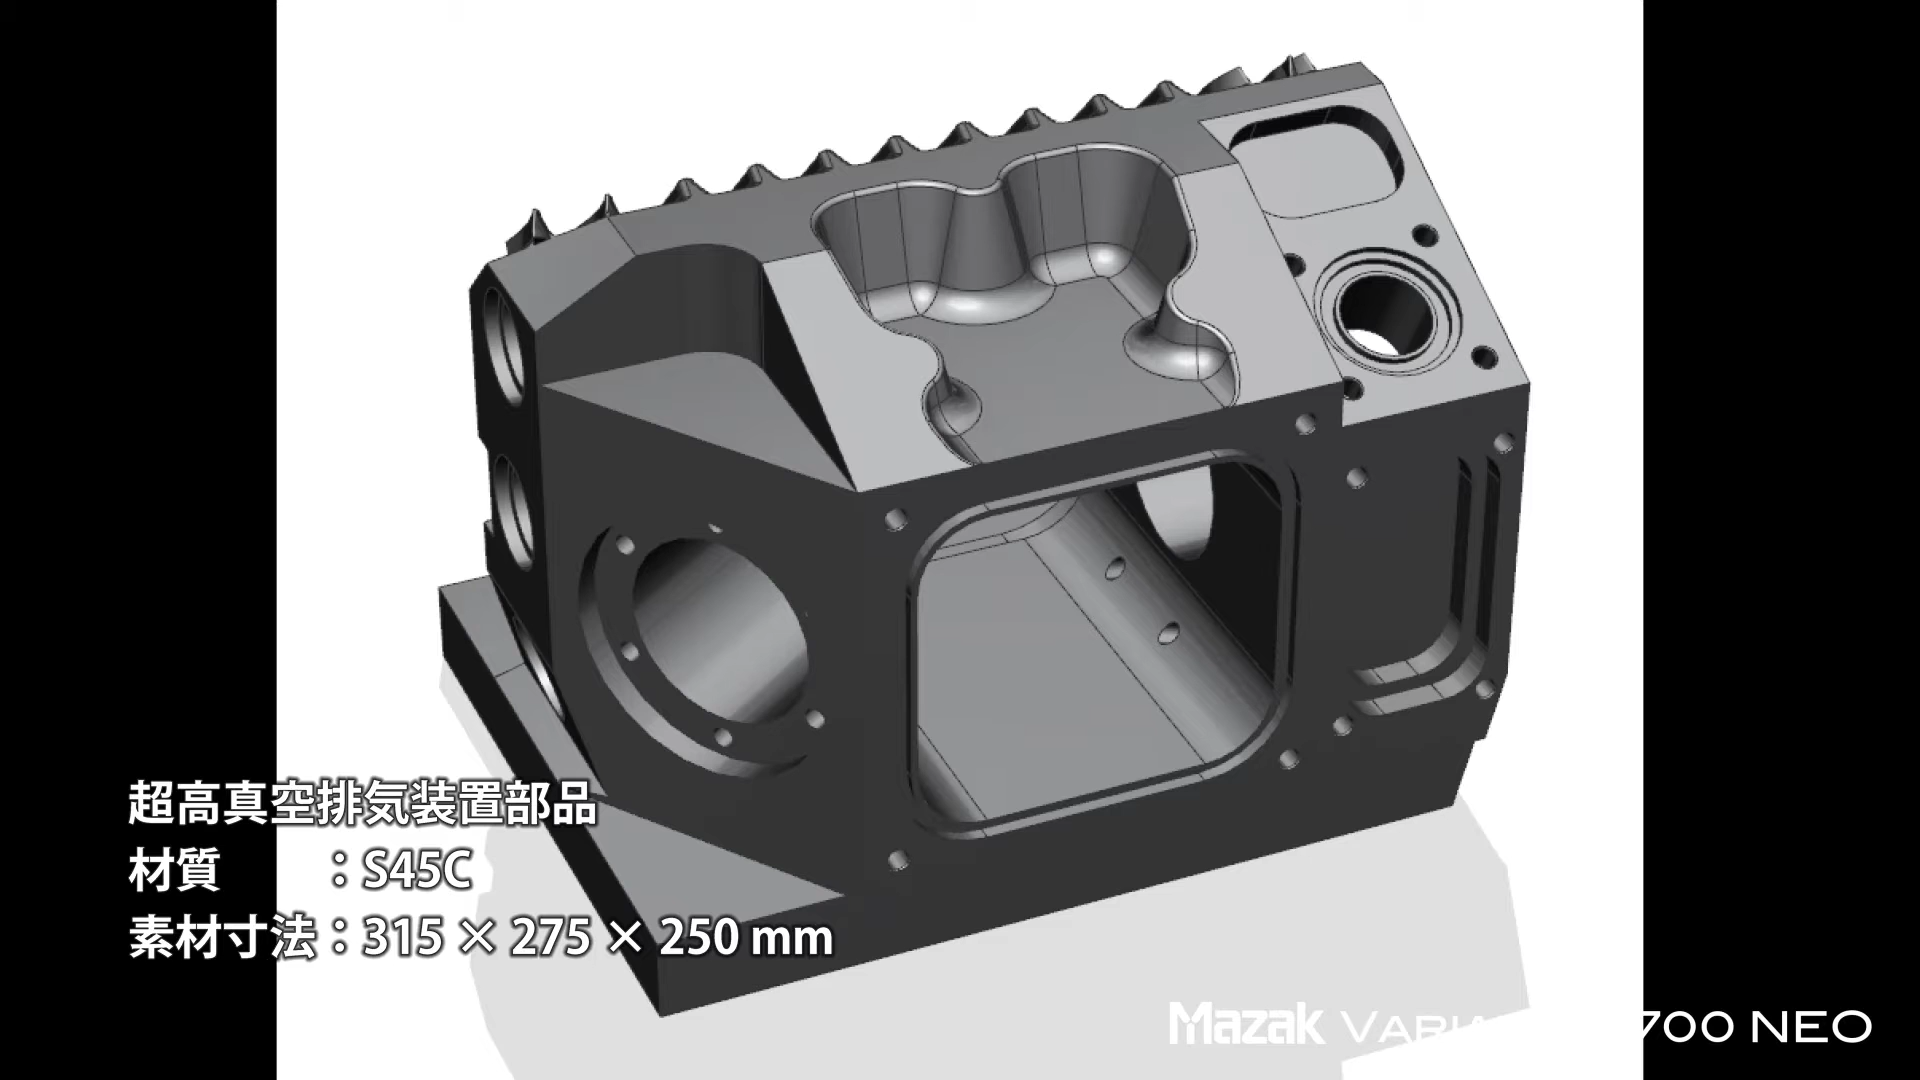 超高真空排気装置部品
材質　　：S45C
素材寸法：315 × 275 × 250 mm
Mazak VARIA 700 NEO